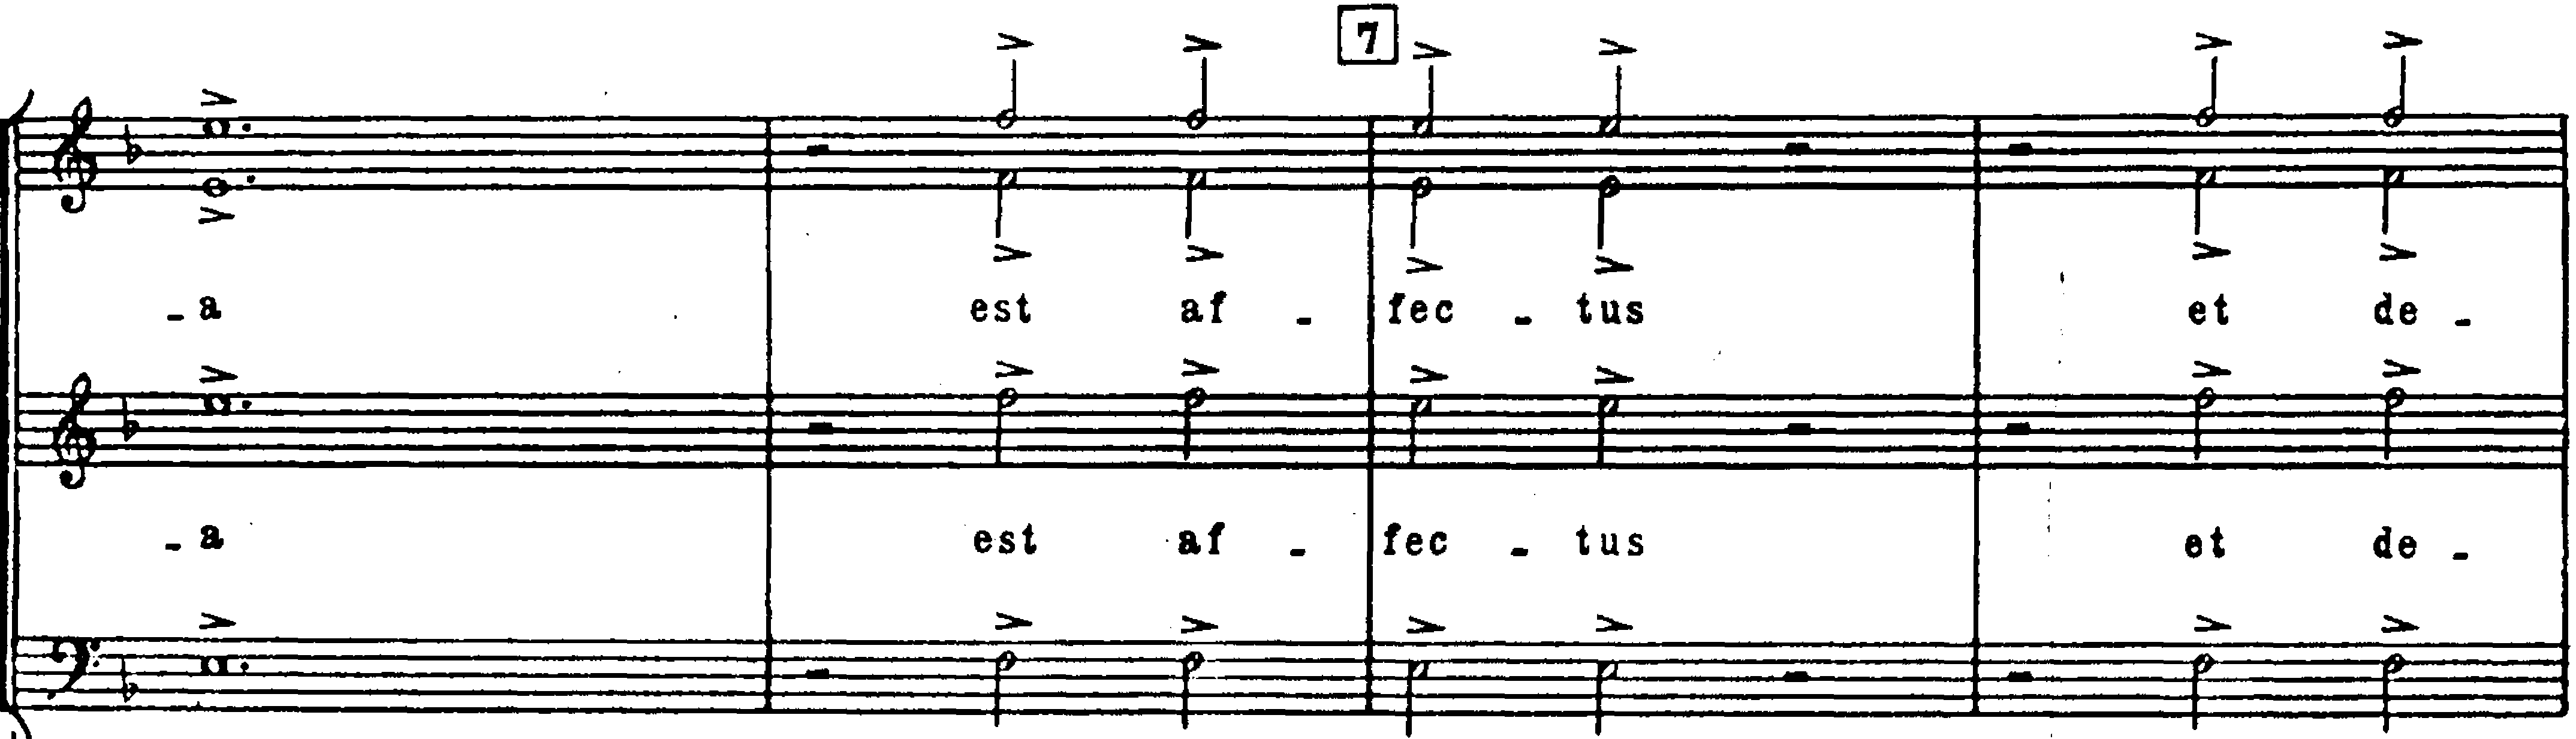 7
- a est af - fec - tus et de -
- a est af - fec - tus et de -